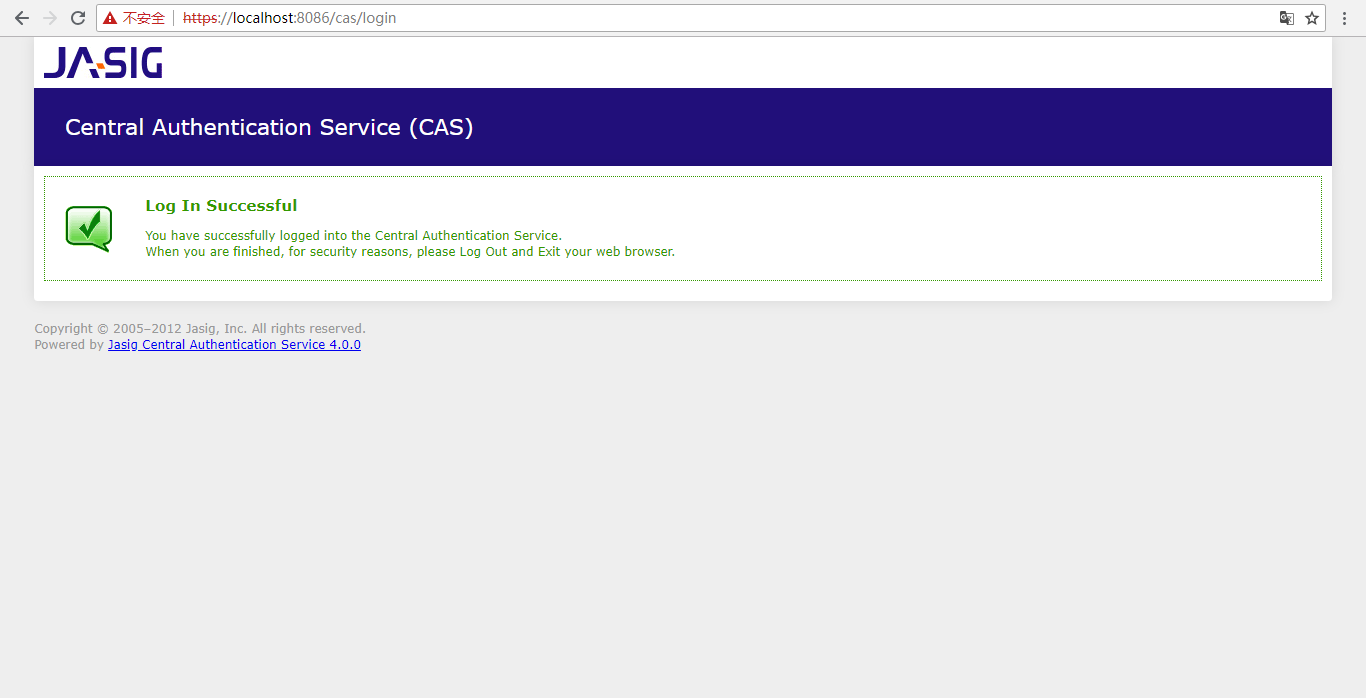 不安全 https://localhost:8086/cas/login
JASIG
Central Authentication Service (CAS)
Log In Successful
You have successfully logged into the Central Authentication Service.
When you are finished, for security reasons, please Log Out and Exit your web browser.
Copyright © 2005–2012 Jasig, Inc. All rights reserved.
Powered by Jasig Central Authentication Service 4.0.0